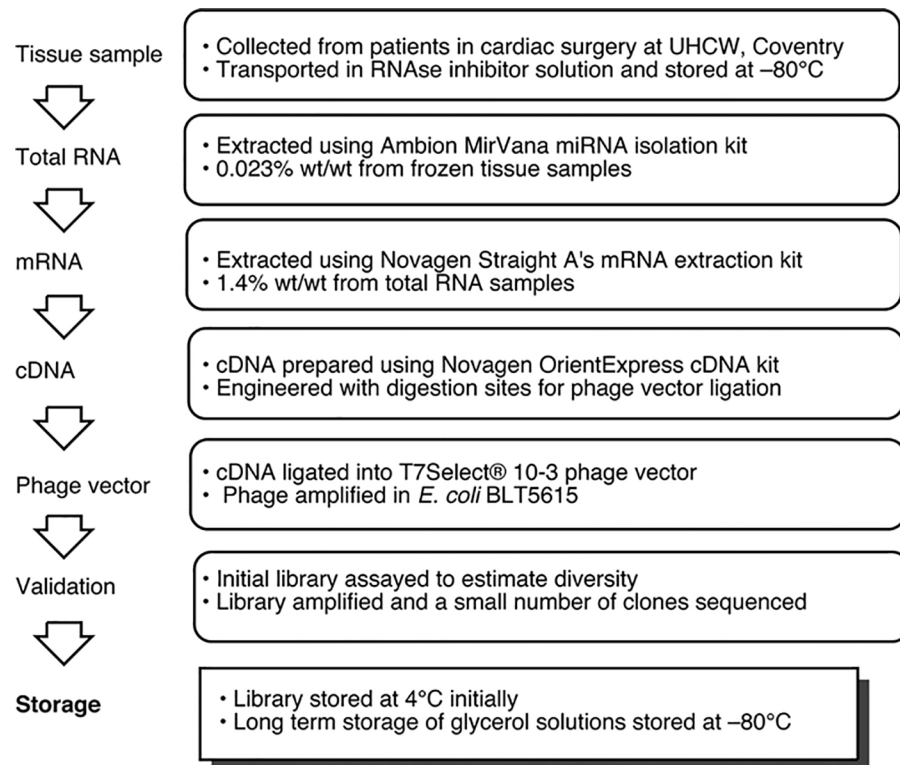 Tissue sample
• Collected from patients in cardiac surgery at UHCW, Coventry
• Transported in RNAse inhibitor solution and stored at –80°C
Total RNA
• Extracted using Ambion MirVana miRNA isolation kit
• 0.023% wt/wt from frozen tissue samples
mRNA
• Extracted using Novagen Straight A's mRNA extraction kit
• 1.4% wt/wt from total RNA samples
cDNA
• cDNA prepared using Novagen OrientExpress cDNA kit
• Engineered with digestion sites for phage vector ligation
Phage vector
• cDNA ligated into T7Select® 10-3 phage vector
• Phage amplified in E. coli BLT5615
Validation
• Initial library assayed to estimate diversity
• Library amplified and a small number of clones sequenced
Storage
• Library stored at 4°C initially
• Long term storage of glycerol solutions stored at –80°C